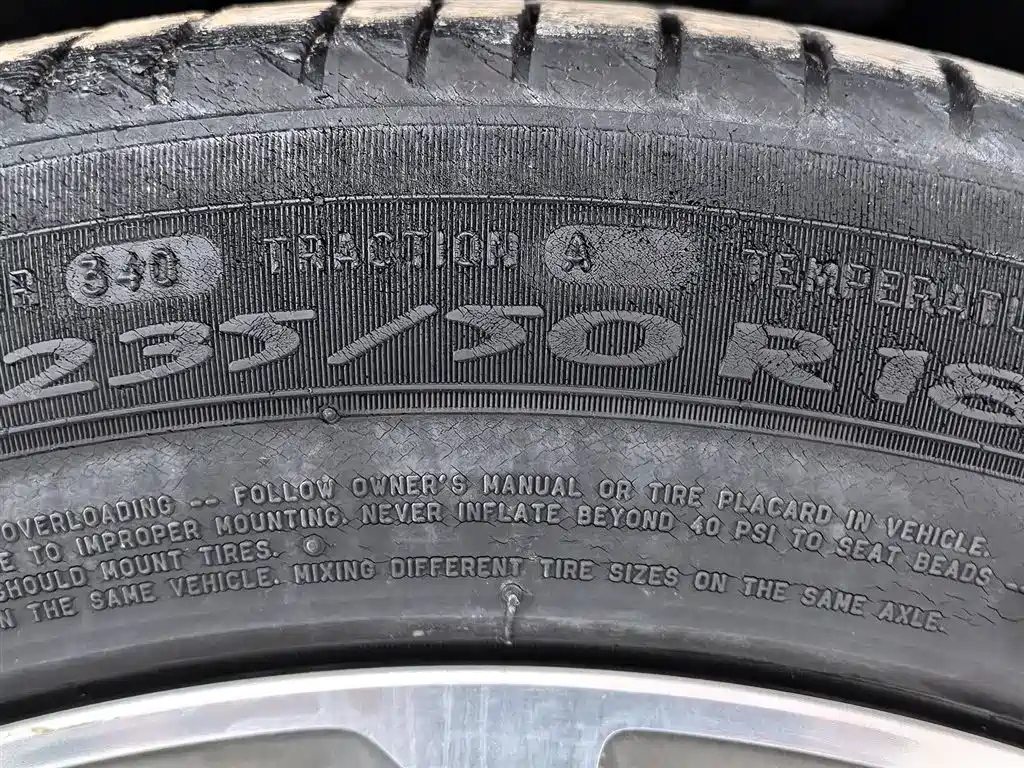 R 340 TRACTION A TEMPERATU
235/50 R 18
OVERLOADING -- FOLLOW OWNER'S MANUAL OR TIRE PLACARD IN VEHICLE.
E TO IMPROPER MOUNTING. NEVER INFLATE BEYOND 40 PSI TO SEAT BEADS --
SHOULD MOUNT TIRES.
N THE SAME VEHICLE. MIXING DIFFERENT TIRE SIZES ON THE SAME AXLE.